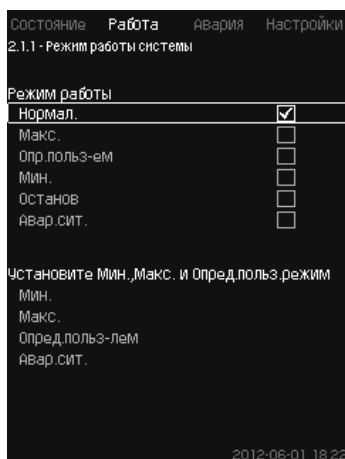 Состояние Работа Авария Настройки
2.1.1 - Режим работы системы
Режим работы
Нормал.
Макс.
Опр.польз-ем
Мин.
Останов
Авар.сит.
Установите Мин.,Макс. и Опред.польз.режим
Мин.
Макс.
Опред.польз-лем
Авар.сит.
2012-06-01 18:22